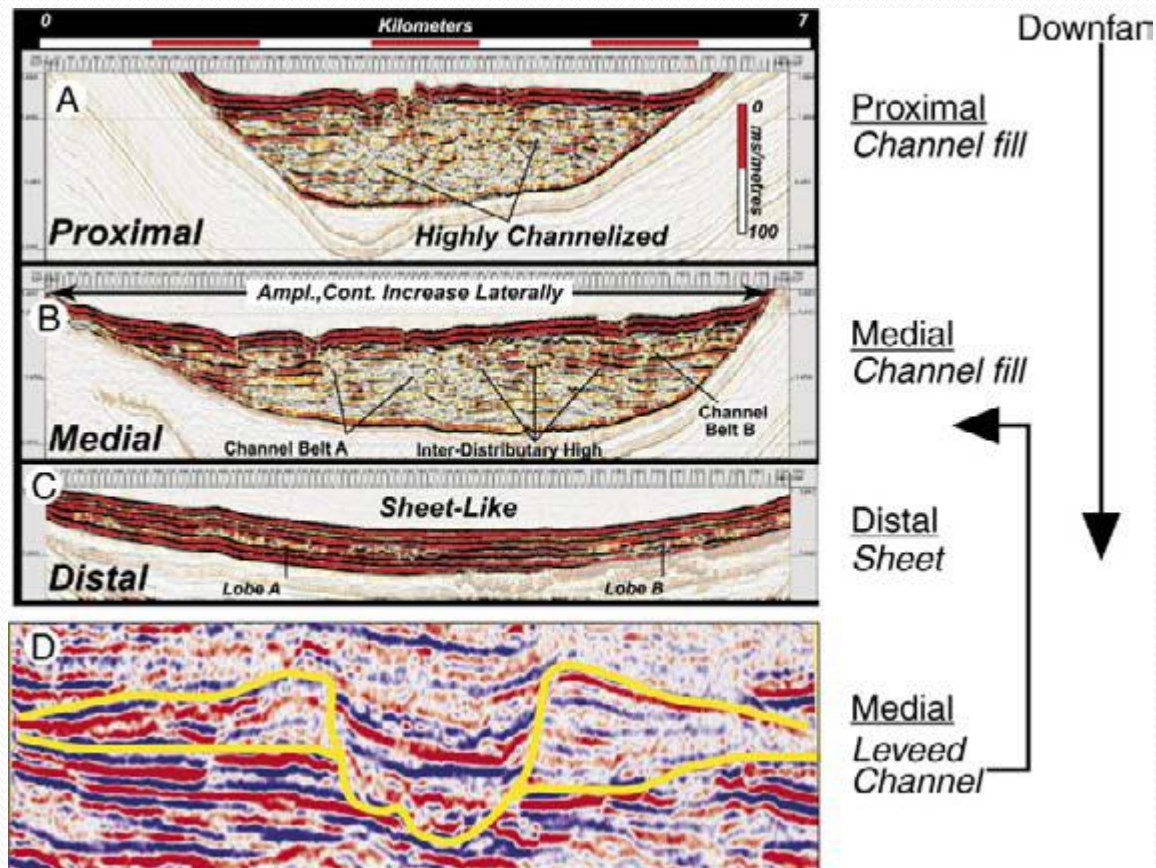 0 Kilometers 7
Downfan
A
Proximal
Highly Channelized
0
ms/metres
100
Proximal
Channel fill
Ampl.,Cont. Increase Laterally
B
Medial
Channel Belt A
Inter-Distributary High
Channel
Belt B
Medial
Channel fill
C
Sheet-Like
Distal
Lobe A
Lobe B
Distal
Sheet
D
Medial
Leveed
Channel